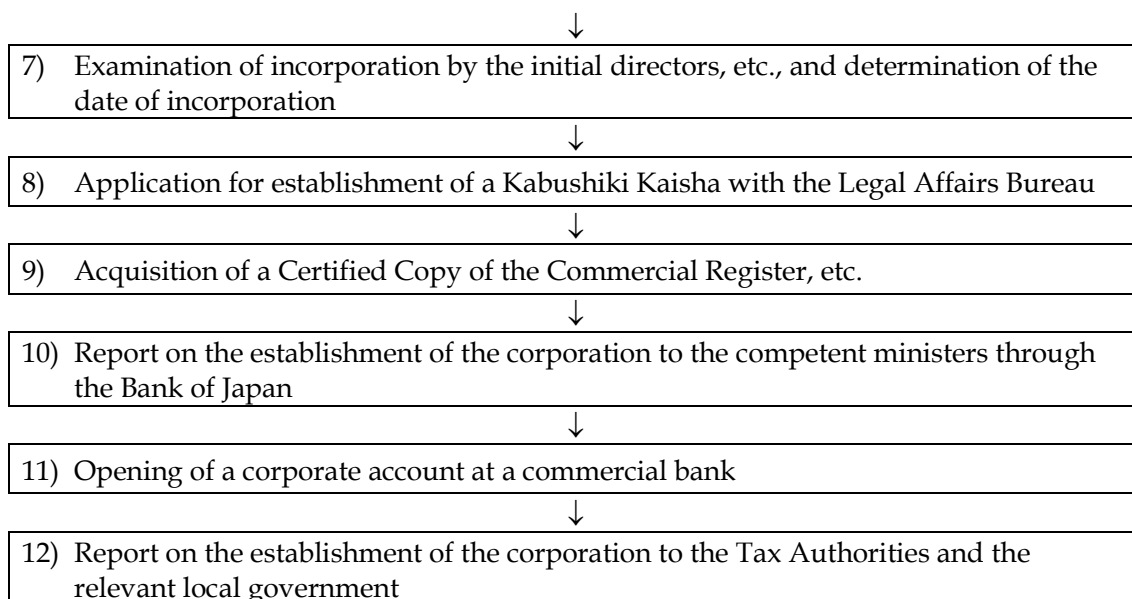 ↓
7) Examination of incorporation by the initial directors, etc., and determination of the
date of incorporation
↓
8) Application for establishment of a Kabushiki Kaisha with the Legal Affairs Bureau
↓
9) Acquisition of a Certified Copy of the Commercial Register, etc.
↓
10) Report on the establishment of the corporation to the competent ministers through
the Bank of Japan
↓
11) Opening of a corporate account at a commercial bank
↓
12) Report on the establishment of the corporation to the Tax Authorities and the
relevant local government